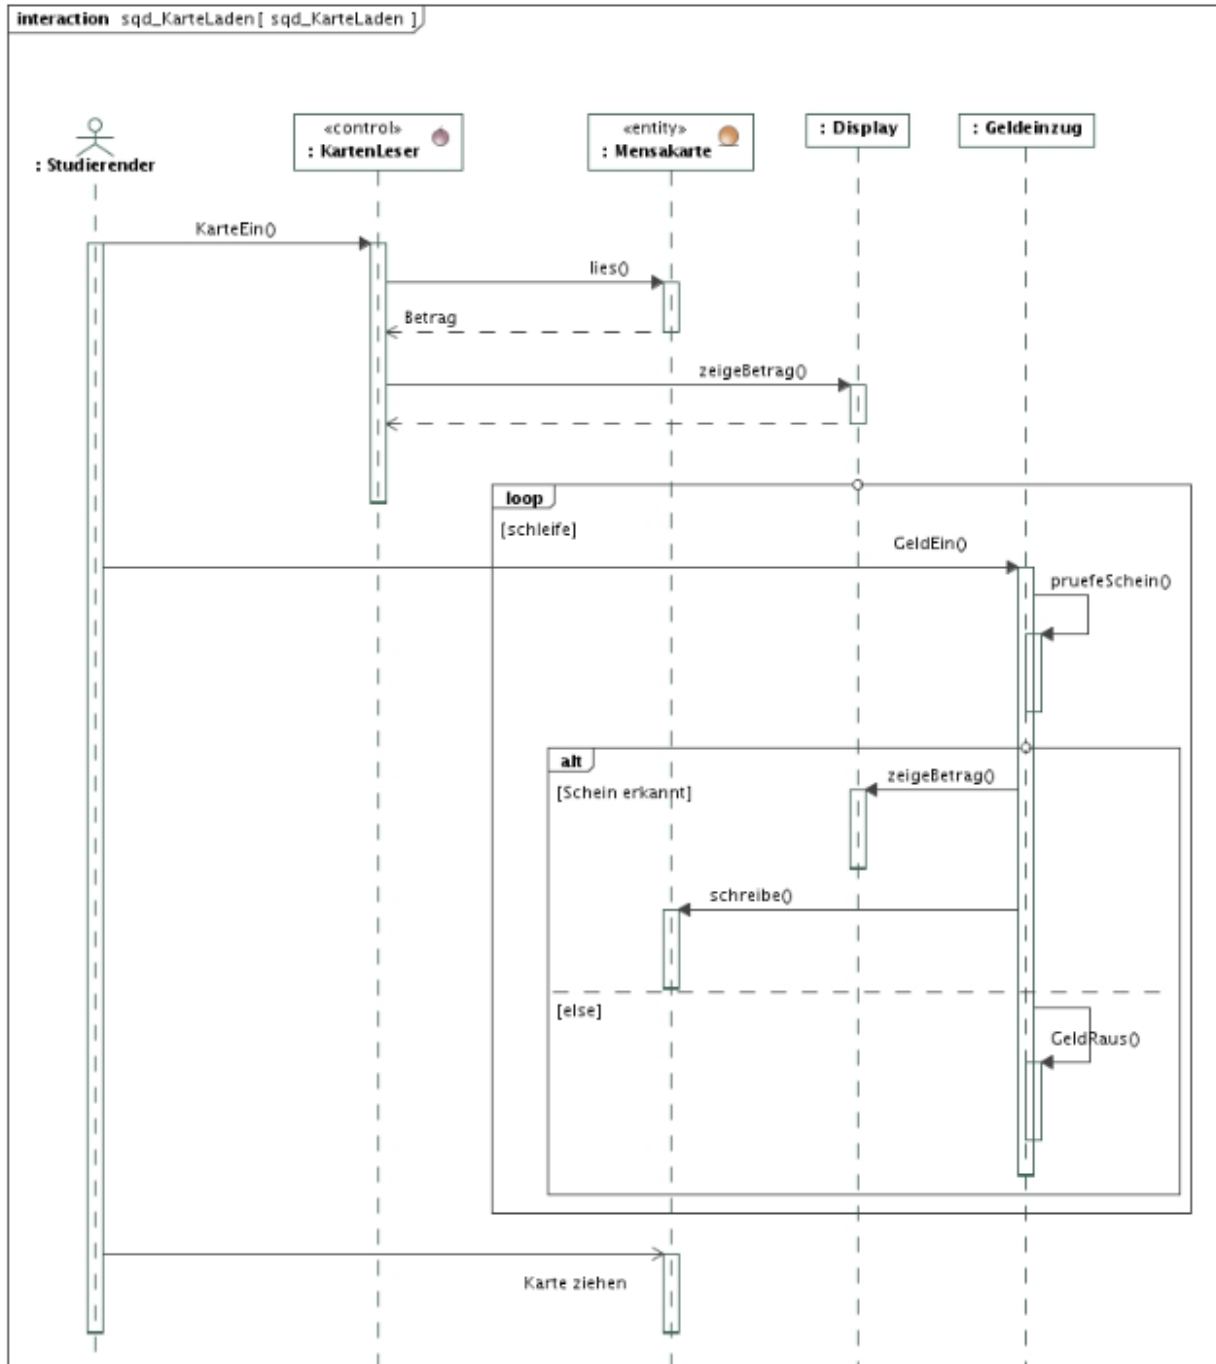 interaction sqd_KarteLaden [ sqd_KarteLaden ]
: Studierender
«control»
: KartenLeser
«entity»
: Mensakarte
: Display
: Geldeinzug
KarteEin()
lies()
Betrag
zeigeBetrag()
loop
[schleife]
GeldEin()
pruefeSchein()
alt
[Schein erkannt]
zeigeBetrag()
schreibe()
[else]
GeldRaus()
Karte ziehen